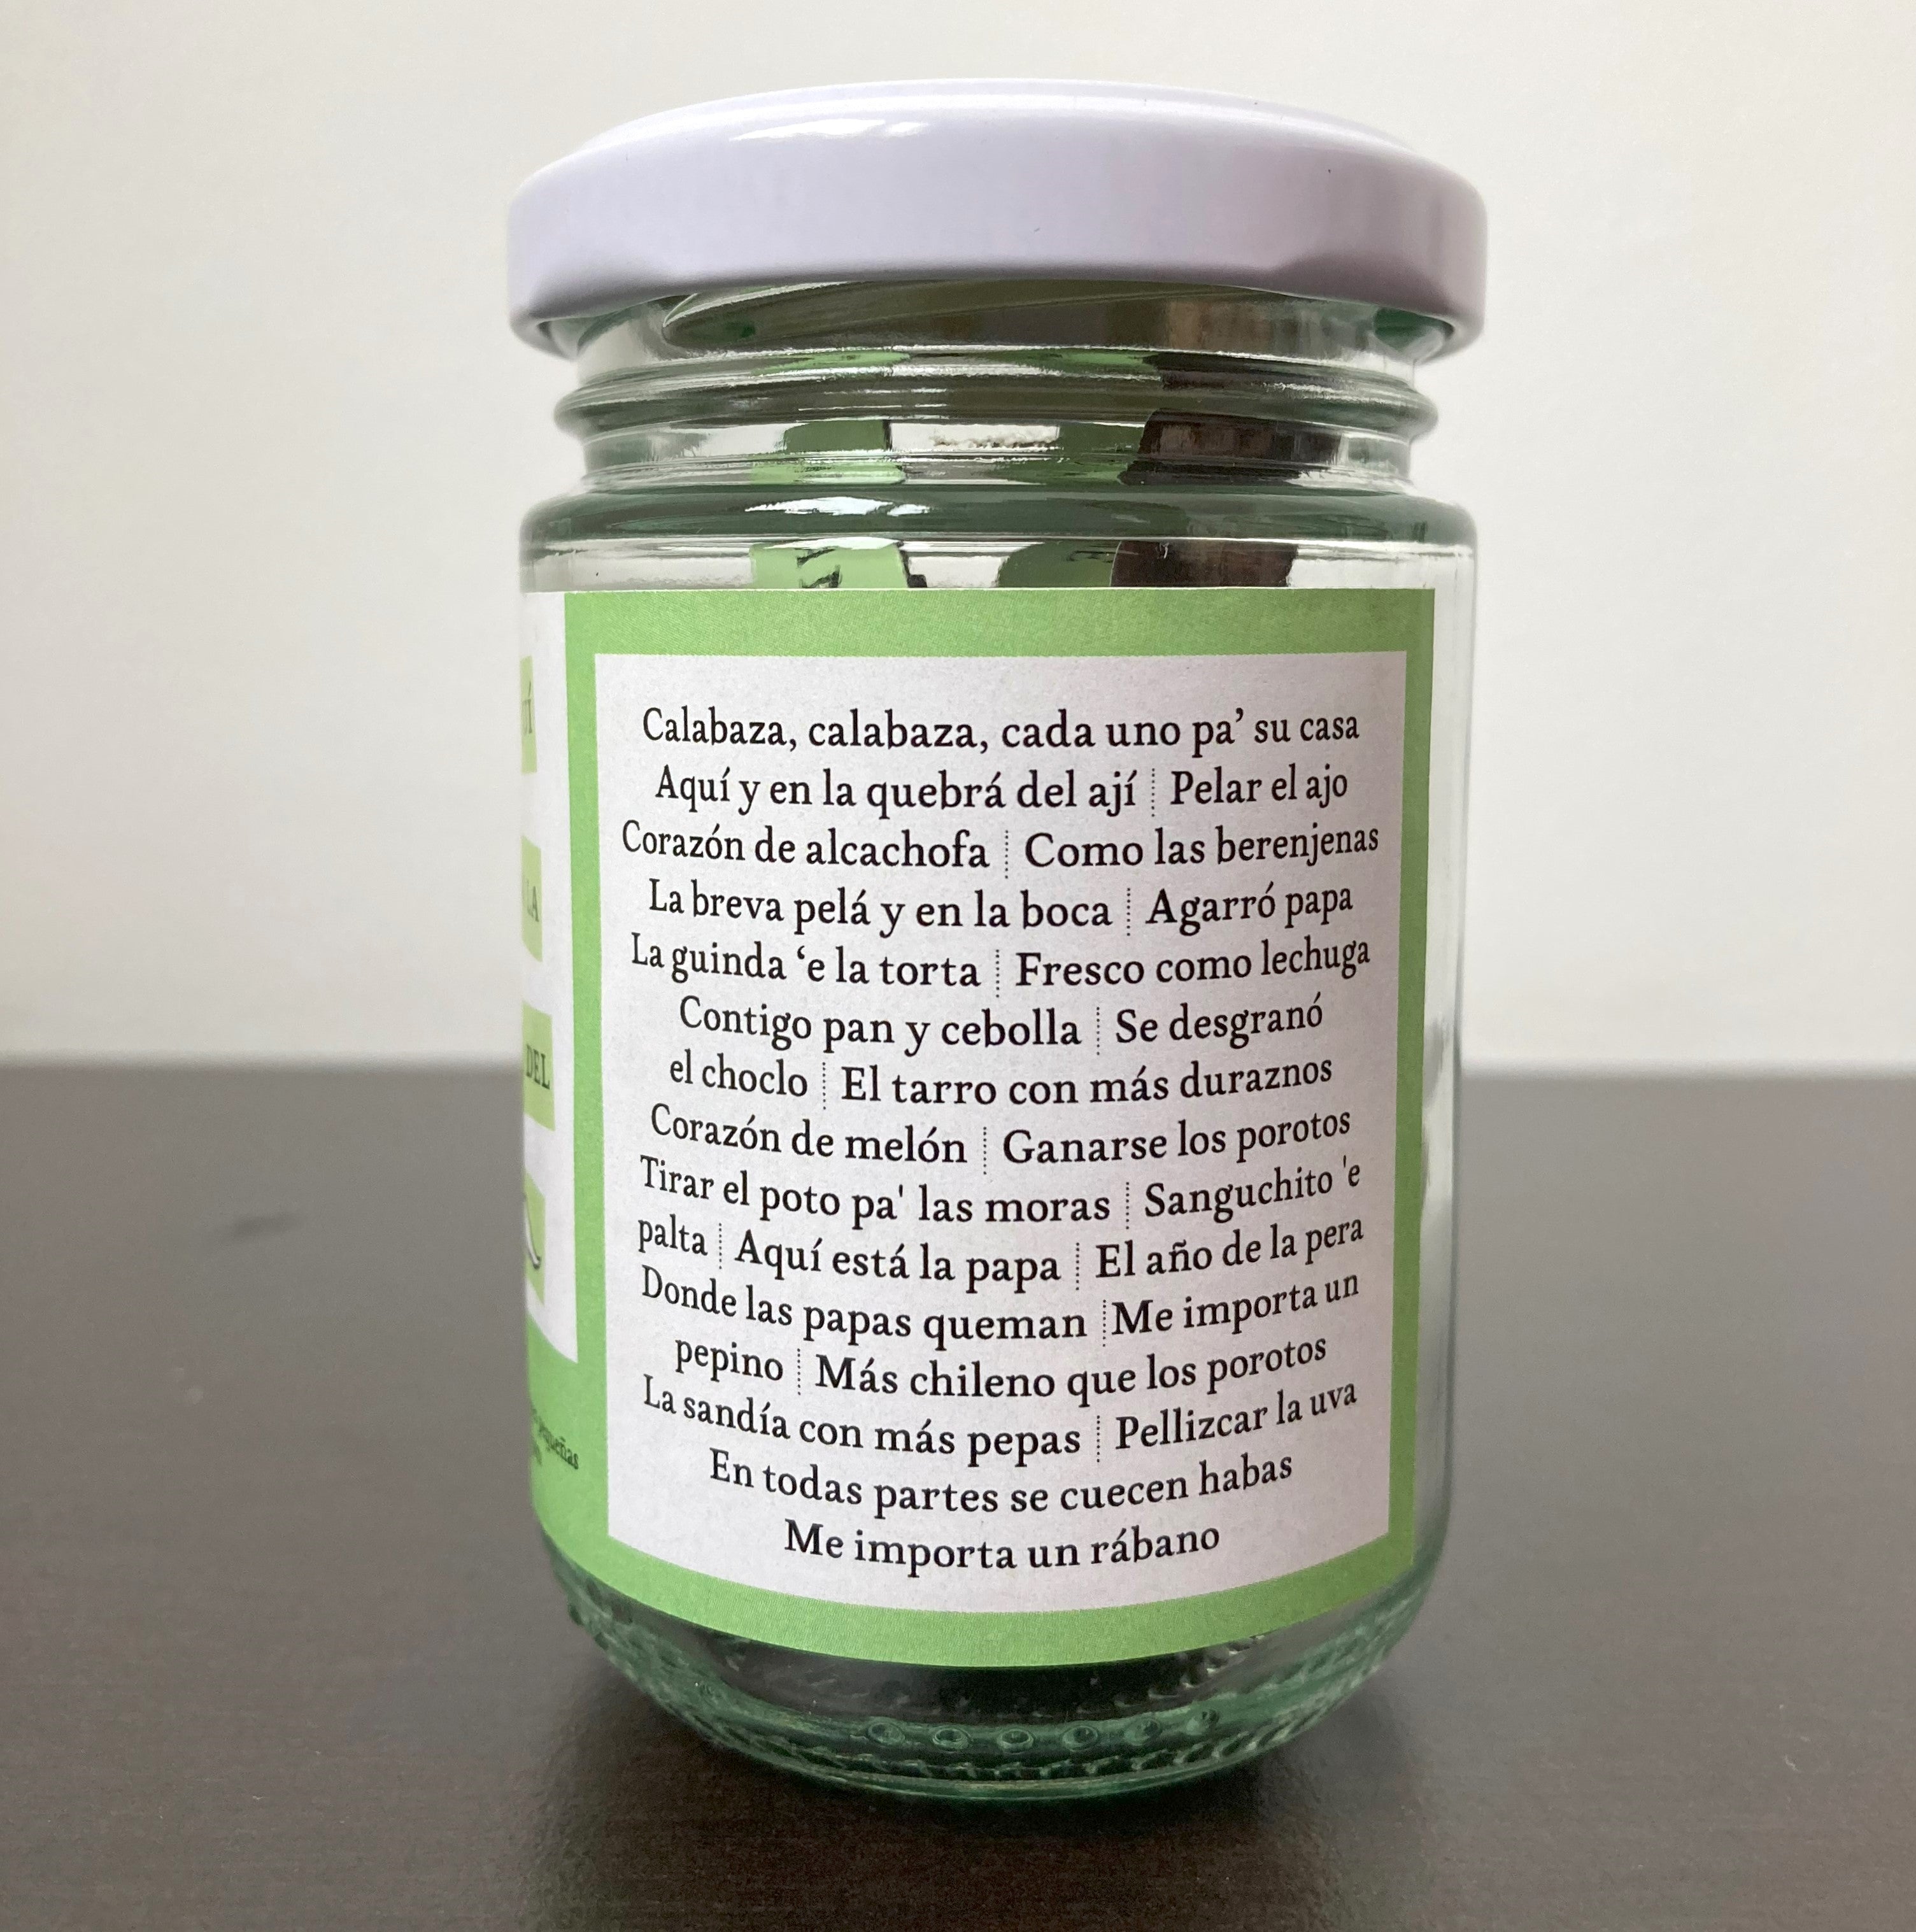 Calabaza, calabaza, cada uno pa’ su casa
Aquí y en la quebrá del ají ┊ Pelar el ajo
Corazón de alcachofa ┊ Como las berenjenas
La breva pelá y en la boca ┊ Agarró papa
La guinda ‘e la torta ┊ Fresco como lechuga
Contigo pan y cebolla ┊ Se desgranó
el choclo ┊ El tarro con más duraznos
Corazón de melón ┊ Ganarse los porotos
Tirar el poto pa' las moras ┊ Sanguchito 'e
palta ┊ Aquí está la papa ┊ El año de la pera
Donde las papas queman ┊ Me importa un
pepino ┊ Más chileno que los porotos
La sandía con más pepas ┊ Pellizcar la uva
En todas partes se cuecen habas
Me importa un rábano
LA
DEL